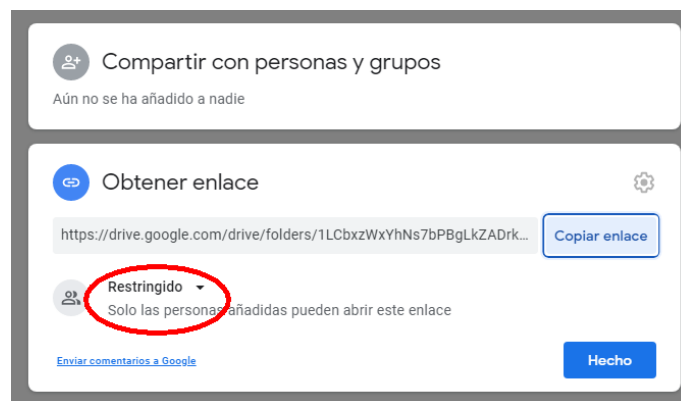 Compartir con personas y grupos
Aún no se ha añadido a nadie
Obtener enlace
https://drive.google.com/drive/folders/1LCbxzWxYhNs7bPBgLkZADrk...
Copiar enlace
Restringido
Solo las personas añadidas pueden abrir este enlace
Enviar comentarios a Google
Hecho